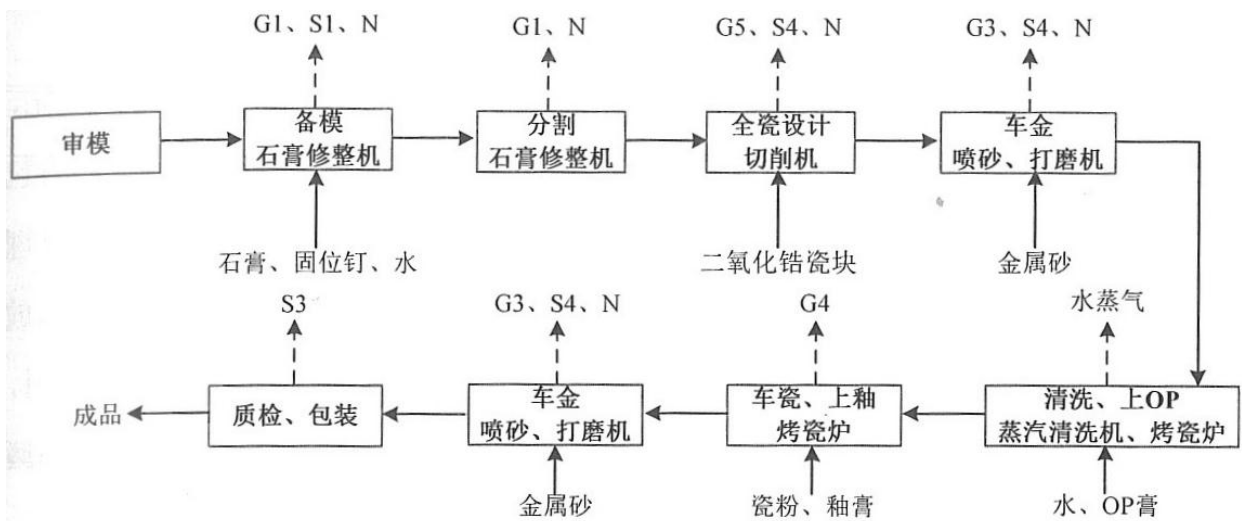 G1、S1、N
G1、N
G5、S4、N
G3、S4、N
审模
备模
石膏修整机
分割
石膏修整机
全瓷设计
切削机
车金
喷砂、打磨机
石膏、固位钉、水
二氧化锆瓷块
金属砂
S3
G3、S4、N
G4
水蒸气
成品
质检、包装
车金
喷砂、打磨机
车瓷、上釉
烤瓷炉
清洗、上OP
蒸汽清洗机、烤瓷炉
金属砂
瓷粉、釉膏
水、OP膏